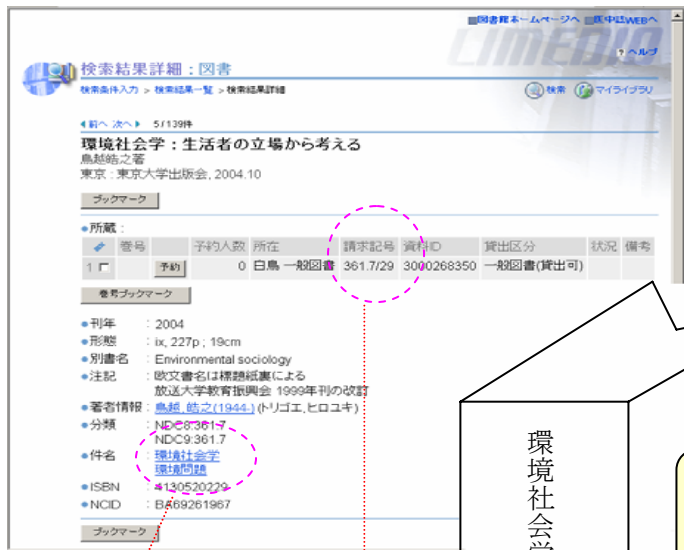 図書館ホームページへ 医中誌WEBへ
LIMEDIO
? ヘルプ
検索結果詳細：図書
検索条件入力 > 検索結果一覧 > 検索結果詳細
検索 マイライブラリ
前へ 次へ 5/139件
環境社会学：生活者の立場から考える
鳥越皓之著
東京：東京大学出版会, 2004.10
ブックマーク
所蔵：
巻号 予約人数 所在 請求記号 資料ID 貸出区分 状況 備考
1 予約 0 白鳥 一般図書 361.7/29 3000268350 一般図書(貸出可)
巻号ブックマーク
刊年 : 2004
形態 : ix, 227p ; 19cm
別書名 : Environmental sociology
注記 : 欧文書名は標題紙裏による
放送大学教育振興会 1999年刊の改訂
著者情報 : 鳥越, 皓之(1944-) (トリゴエ,ヒロユキ)
分類 : NDC8:361.7
NDC9:361.7
件名 : 環境社会学
環境問題
ISBN : 4130520229
NCID : BA69261967
ブックマーク
環境社会学